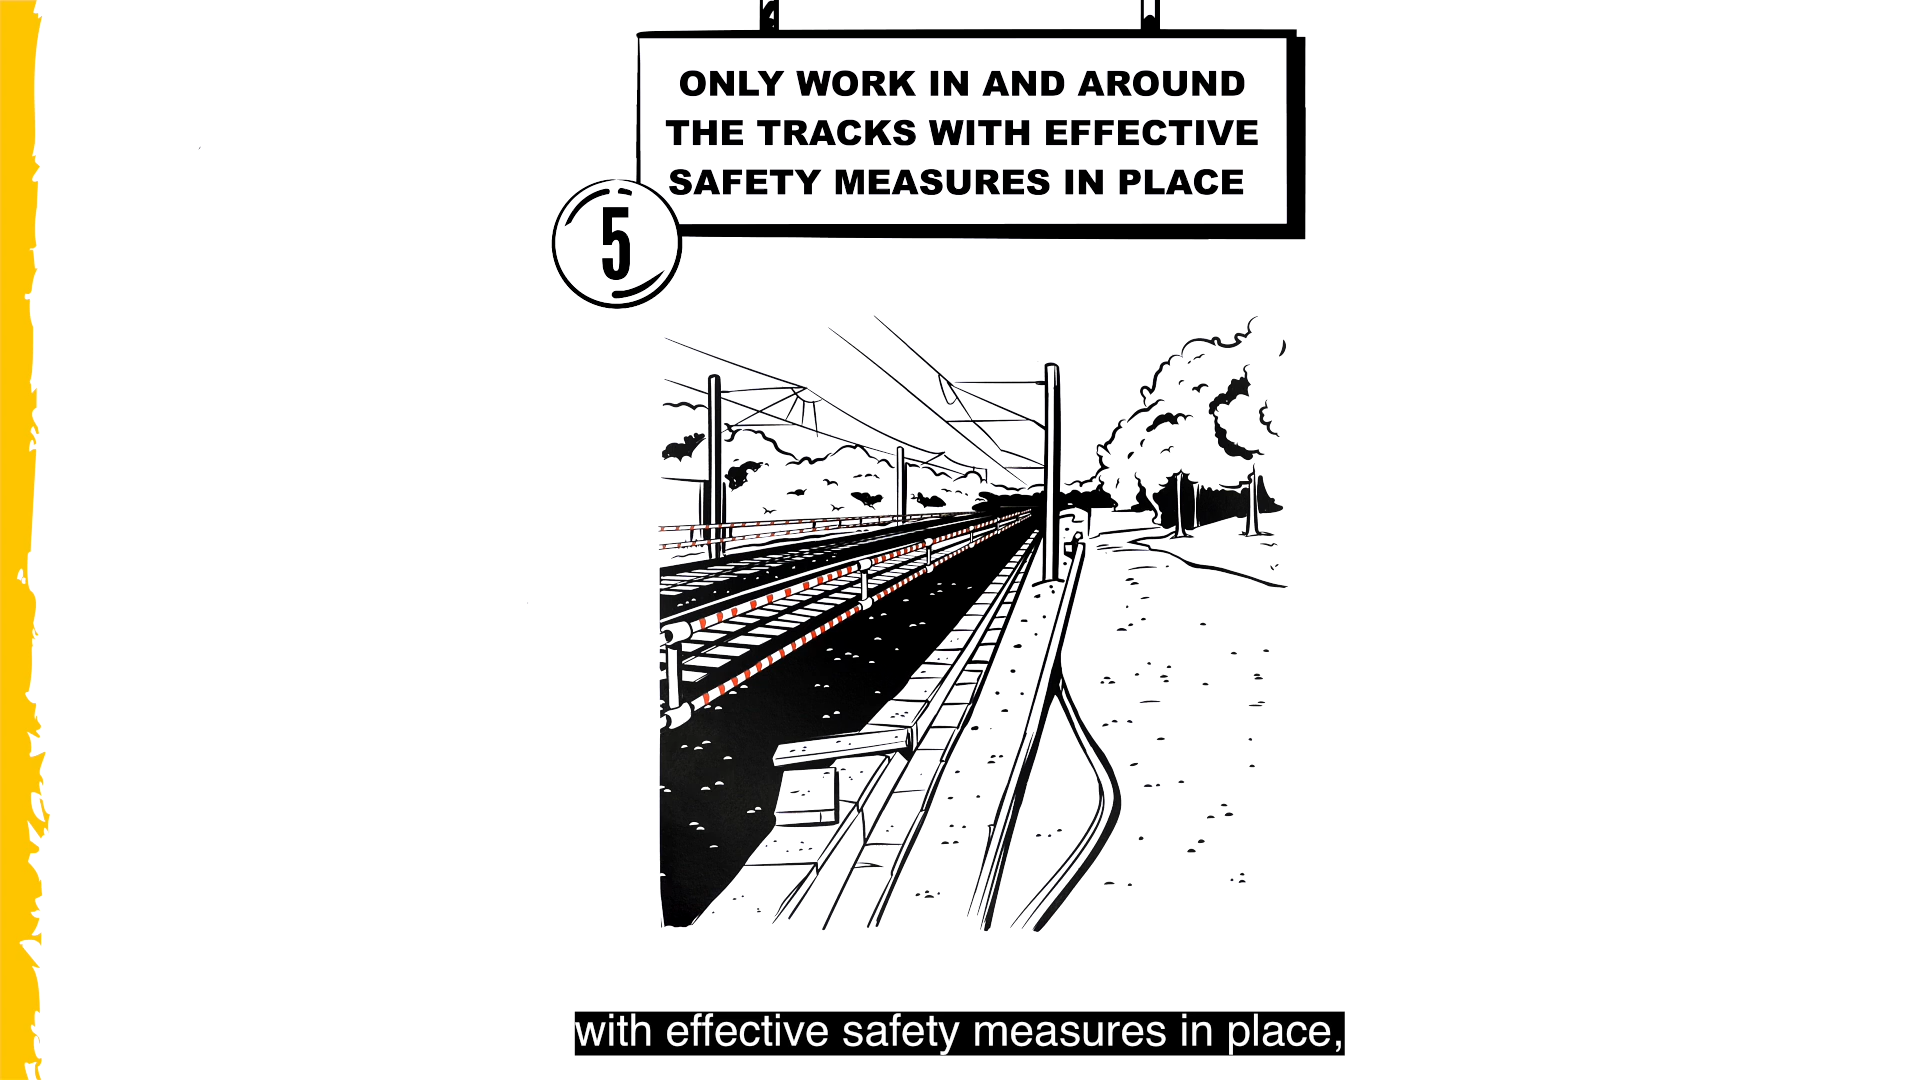 ONLY WORK IN AND AROUND
THE TRACKS WITH EFFECTIVE
SAFETY MEASURES IN PLACE
5
with effective safety measures in place,